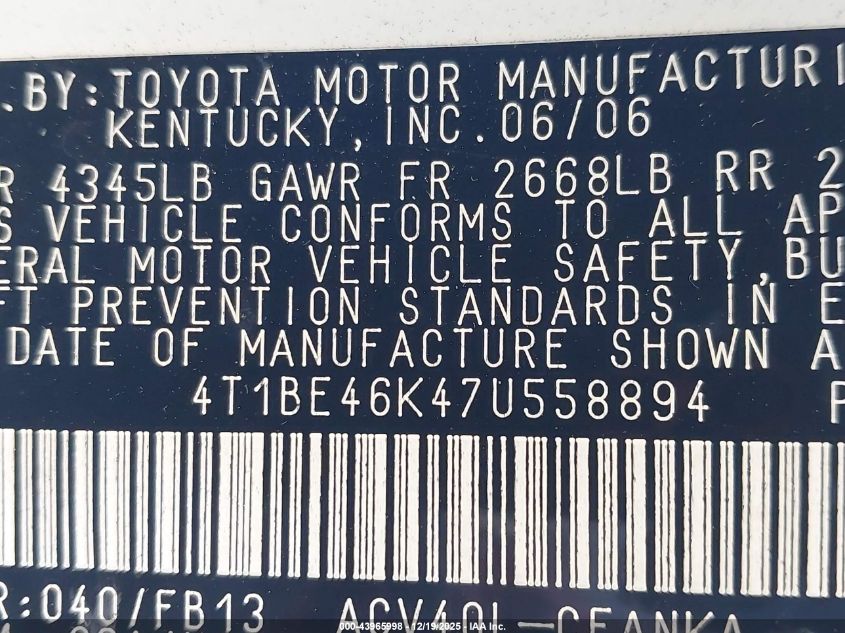 . BY: TOYOTA MOTOR MANUFACTURI
KENTUCKY, INC. 06/06
R 4345LB GAWR FR 2668LB RR 2
S VEHICLE CONFORMS TO ALL AP
ERAL MOTOR VEHICLE SAFETY, BU
FT PREVENTION STANDARDS IN E
DATE OF MANUFACTURE SHOWN A
4T1BE46K47U558894 P
R:040/FB13 ACV40L-CEANKA
000-43965998 - 12/19/2025 - IAA Inc.